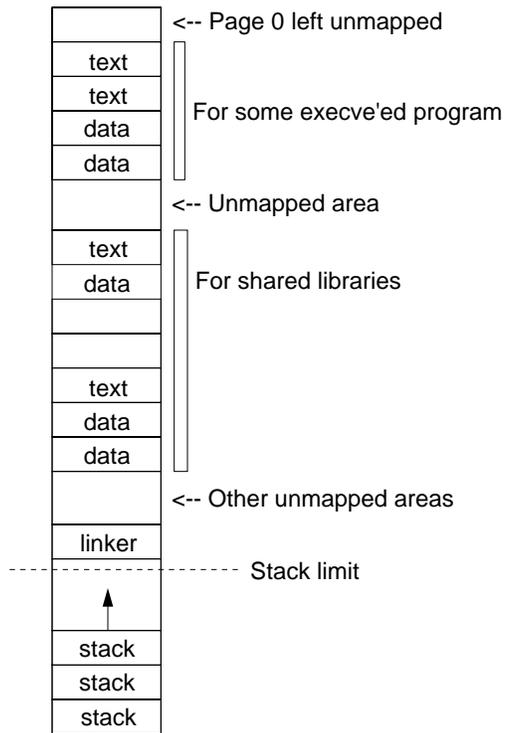 <-- Page 0 left unmapped
text
text
For some execve'ed program
data
data
<-- Unmapped area
text
data
For shared libraries
text
data
data
<-- Other unmapped areas
linker
Stack limit
stack
stack
stack